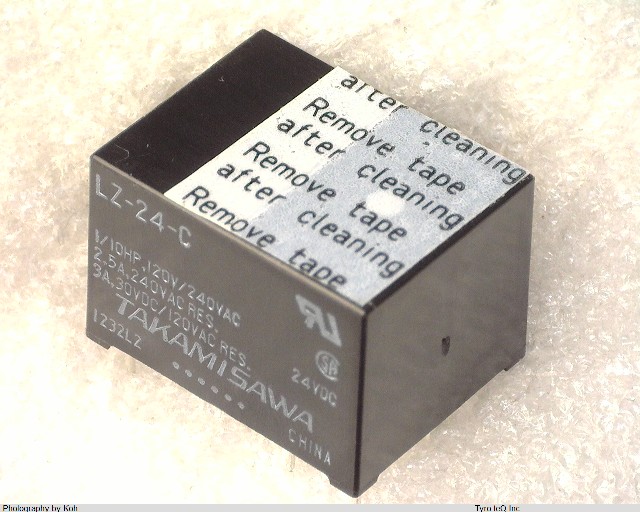 after cleaning
Remove tape
after cleaning
Remove tape
after cleaning
Remove tape
LZ-24-C
1/10HP,120V/240VAC
2.5A,240VAC RES.
3A,30VDC/120VAC RES.
TAKAMISAWA
1232LZ
24VDC
CHINA
Photography by Koh
Tyro teQ Inc